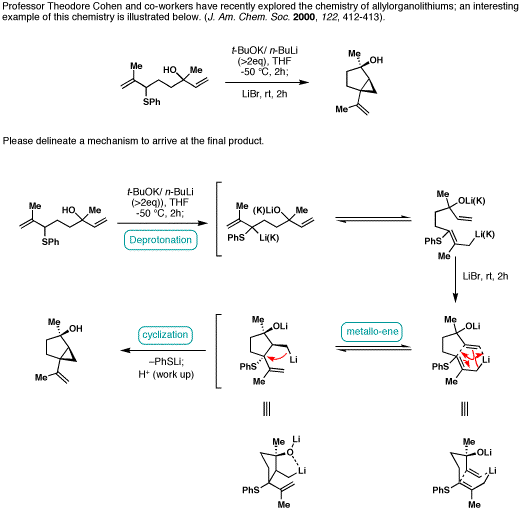 Professor Theodore Cohen and co-workers have recently explored the chemistry of allylorganolithiums; an interesting
example of this chemistry is illustrated below. (J. Am. Chem. Soc. 2000, 122, 412-413).
t-BuOK/ n-BuLi
(>2eq), THF
-50 °C, 2h;
LiBr, rt, 2h
Me
HO
Me
SPh
Me
OH
Me
Please delineate a mechanism to arrive at the final product.
t-BuOK/ n-BuLi
(>2eq)), THF
-50 °C, 2h;
Deprotonation
Me
HO
Me
SPh
(K)LiO
Me
Me
PhS
Li(K)
Me
OLi(K)
Li(K)
PhS
Me
LiBr, rt, 2h
Me
OH
Me
cyclization
–PhSLi;
H+ (work up)
Me
OLi
Li
PhS
Me
metallo-ene
Me
OLi
Li
PhS
Me
Li
Me
O
Li
PhS
Me
Me
OLi
Li
PhS
Me